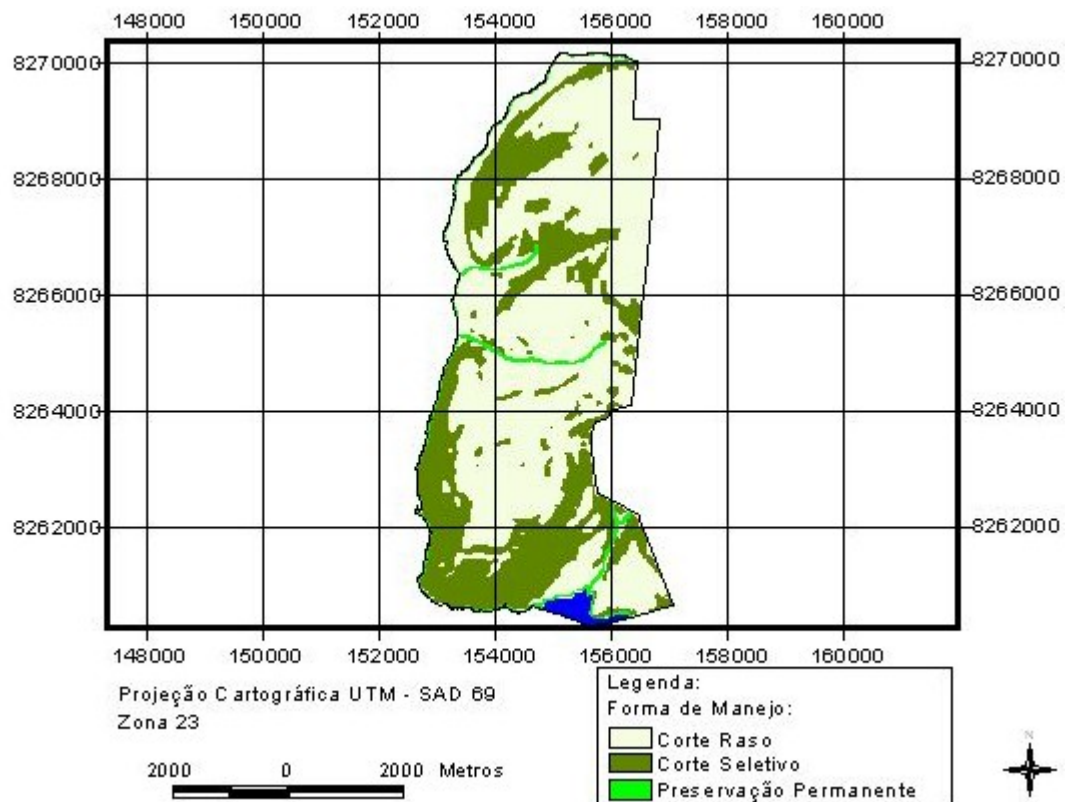 148000 150000 152000 154000 156000 158000 160000
8270000 8270000
8268000 8268000
8266000 8266000
8264000 8264000
8262000 8262000
148000 150000 152000 154000 156000 158000 160000
Projeção Cartográfica UTM - SAD 69
Zona 23
2000 0 2000 Metros
Legenda:
Forma de Manejo:
Corte Raso
Corte Seletivo
Preservação Permanente
N